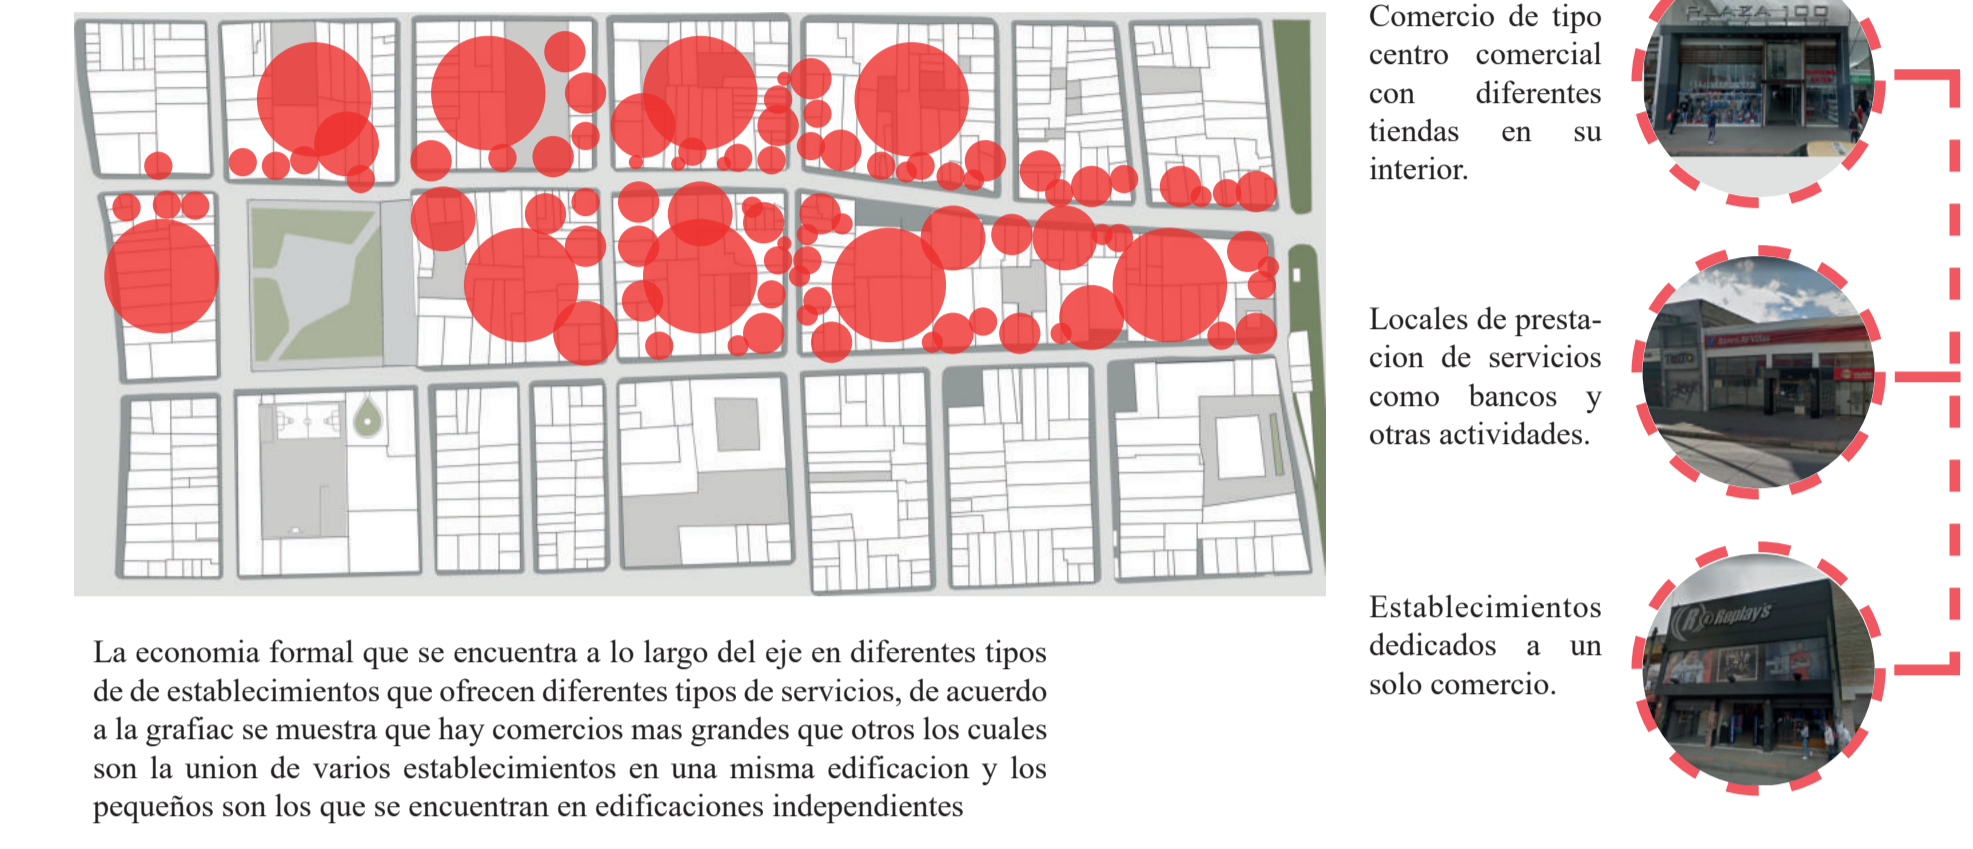 Comercio de tipo
centro comercial
con diferentes
tiendas en su
interior.
PLAZA 100
Locales de presta-
cion de servicios
como bancos y
otras actividades.
Banco AV Villas
Establecimientos
dedicados a un
solo comercio.
R Replay's
La economia formal que se encuentra a lo largo del eje en diferentes tipos
de de establecimientos que ofrecen diferentes tipos de servicios, de acuerdo
a la grafiac se muestra que hay comercios mas grandes que otros los cuales
son la union de varios establecimientos en una misma edificacion y los
pequeños son los que se encuentran en edificaciones independientes